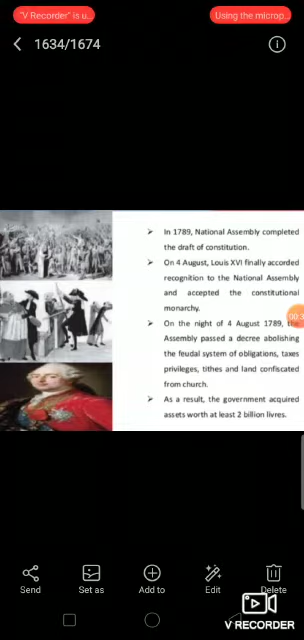 "V Recorder" is u..
Using the microp..
1634/1674
In 1789, National Assembly completed
the draft of constitution.
On 4 August, Louis XVI finally accorded
recognition to the National Assembly
and accepted the constitutional
monarchy.
On the night of 4 August 1789, the
Assembly passed a decree abolishing
the feudal system of obligations, taxes
privileges, tithes and land confiscated
from church.
As a result, the government acquired
assets worth at least 2 billion livres.
Send
Set as
Add to
Edit
Delete
V RECORDER